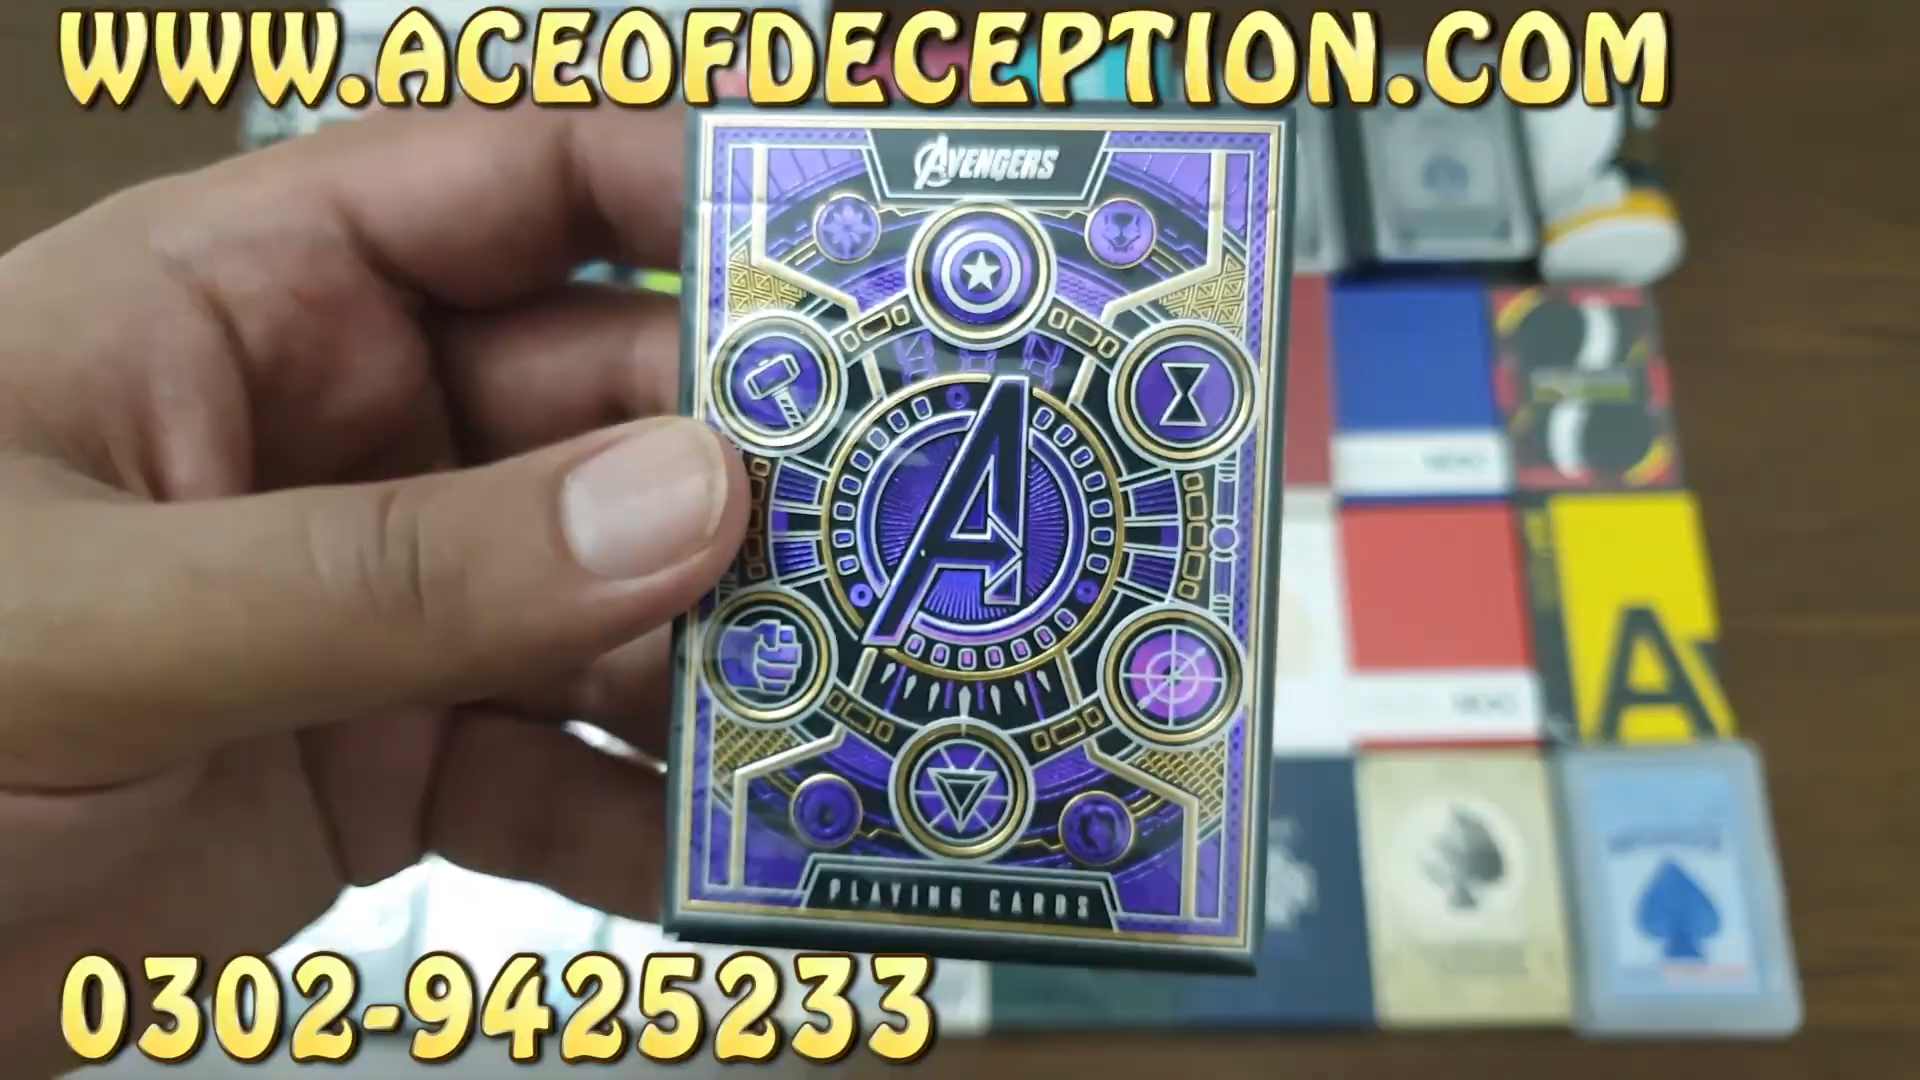 WWW.ACEOFDECEPTION.COM
AVENGERS
A
PLAYING CARDS
A
0302-9425233